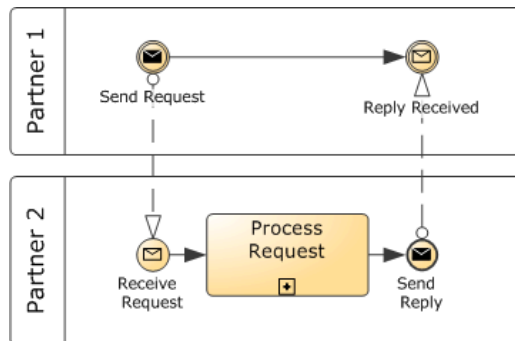 Partner 1
Send Request
Reply Received
Partner 2
Process
Request
Receive
Request
Send
Reply